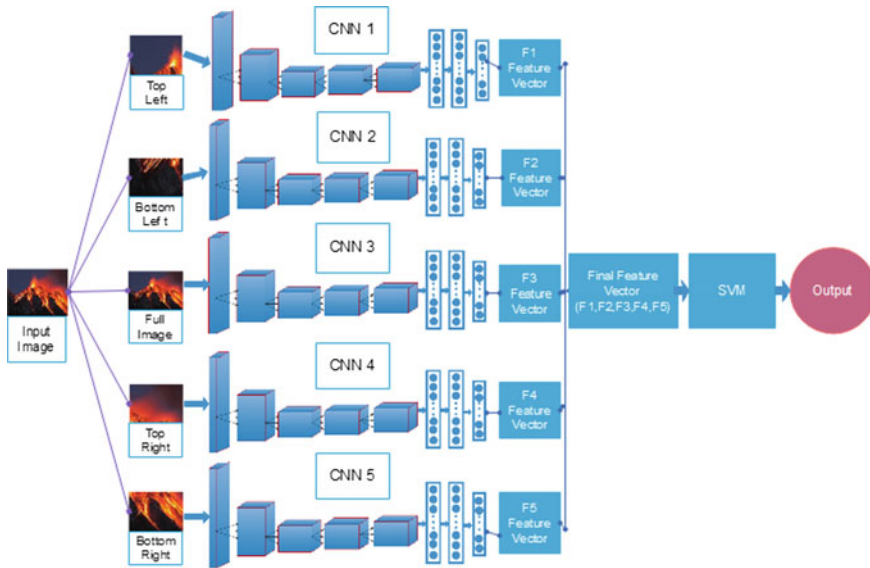 CNN 1
Top
Left
F1
Feature
Vector
CNN 2
Bottom
Left
F2
Feature
Vector
CNN 3
Input
Image
Full
Image
F3
Feature
Vector
Final Feature
Vector
(F1,F2,F3,F4,F5)
SVM
Output
CNN 4
Top
Right
F4
Feature
Vector
CNN 5
Bottom
Right
F5
Feature
Vector